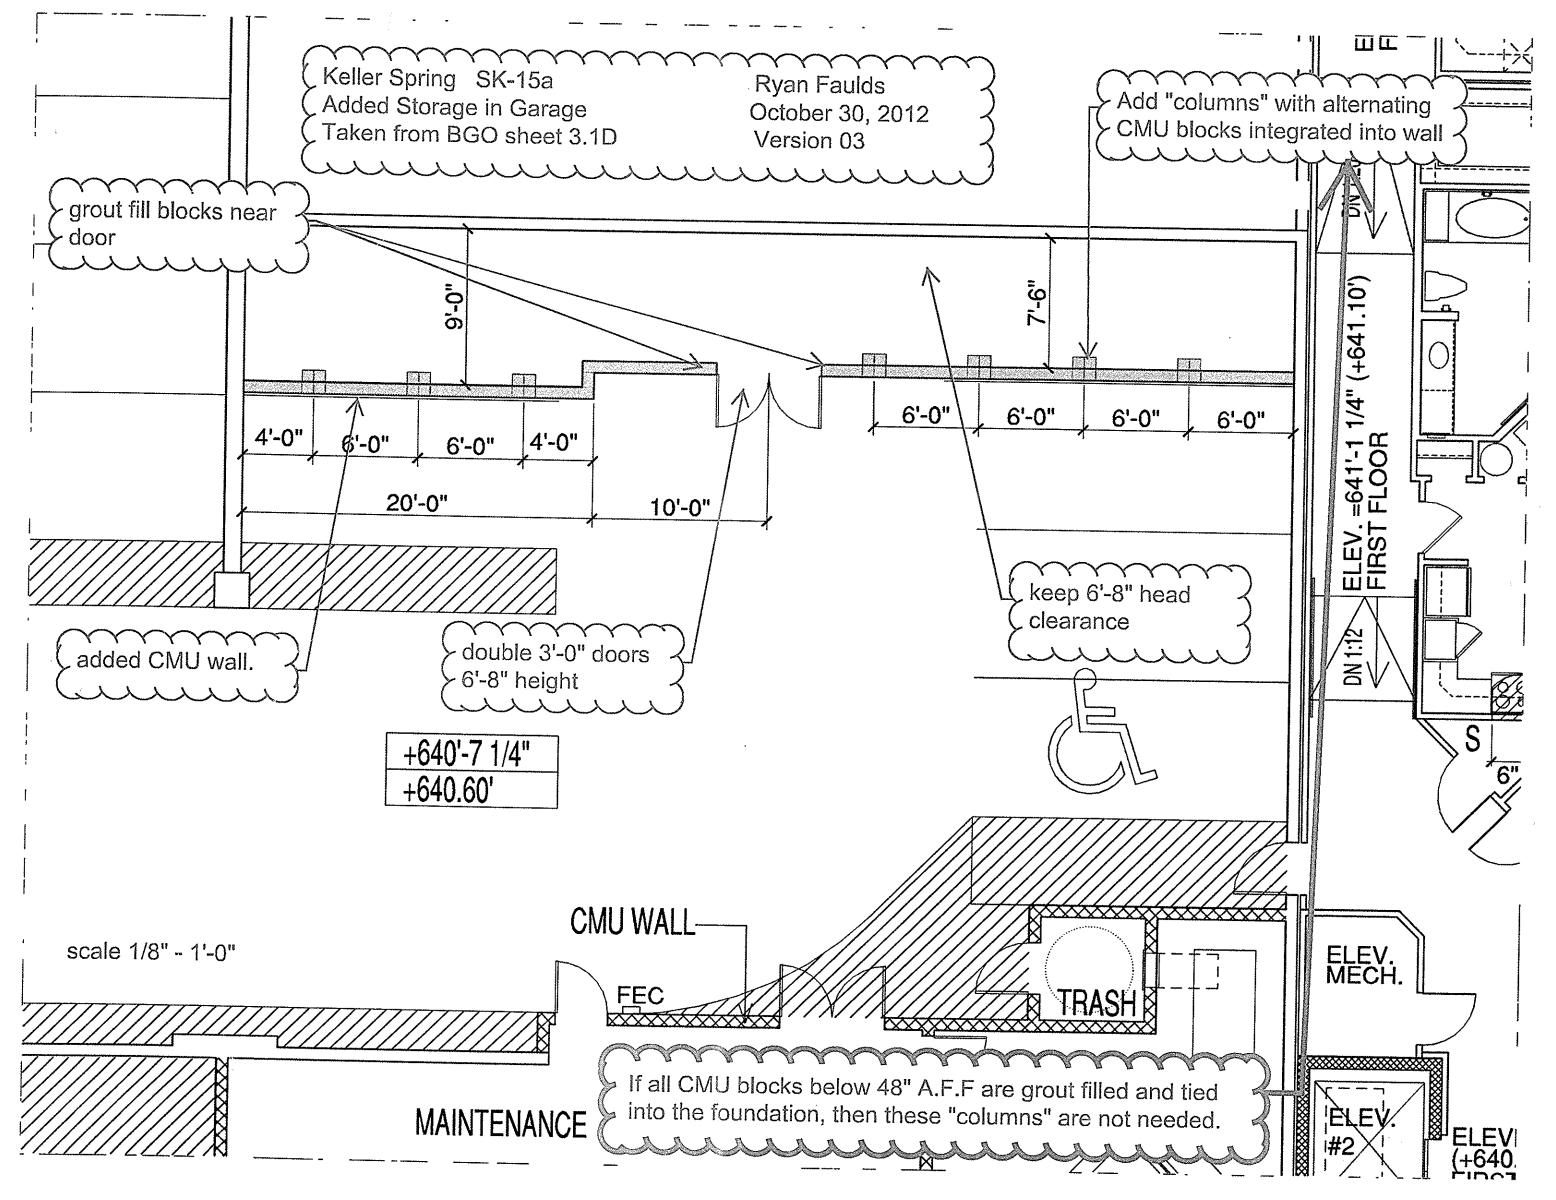 Keller Spring SK-15a
Added Storage in Garage
Taken from BGO sheet 3.1D
Ryan Faulds
October 30, 2012
Version 03
Add "columns" with alternating
CMU blocks integrated into wall
grout fill blocks near
door
9'-0"
7'-6"
4'-0"
6'-0"
6'-0"
4'-0"
6'-0"
6'-0"
6'-0"
6'-0"
20'-0"
10'-0"
added CMU wall.
double 3'-0" doors
6'-8" height
keep 6'-8" head
clearance
ELEV. =641'-1 1/4" (+641.10')
FIRST FLOOR
DN 1:12
DN
S
6"
+640'-7 1/4"
+640.60'
scale 1/8" - 1'-0"
CMU WALL
FEC
TRASH
ELEV.
MECH.
MAINTENANCE
If all CMU blocks below 48" A.F.F are grout filled and tied
into the foundation, then these "columns" are not needed.
ELEV.
#2
(+640.